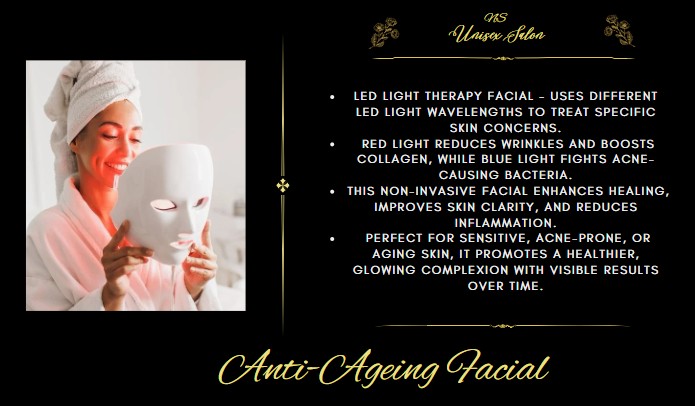 NS
Unisex Salon
• LED LIGHT THERAPY FACIAL - USES DIFFERENT
LED LIGHT WAVELENGTHS TO TREAT SPECIFIC
SKIN CONCERNS.
• RED LIGHT REDUCES WRINKLES AND BOOSTS
COLLAGEN, WHILE BLUE LIGHT FIGHTS ACNE-
CAUSING BACTERIA.
• THIS NON-INVASIVE FACIAL ENHANCES HEALING,
IMPROVES SKIN CLARITY, AND REDUCES
INFLAMMATION.
• PERFECT FOR SENSITIVE, ACNE-PRONE, OR
AGING SKIN, IT PROMOTES A HEALTHIER,
GLOWING COMPLEXION WITH VISIBLE RESULTS
OVER TIME.
Anti-Ageing Facial